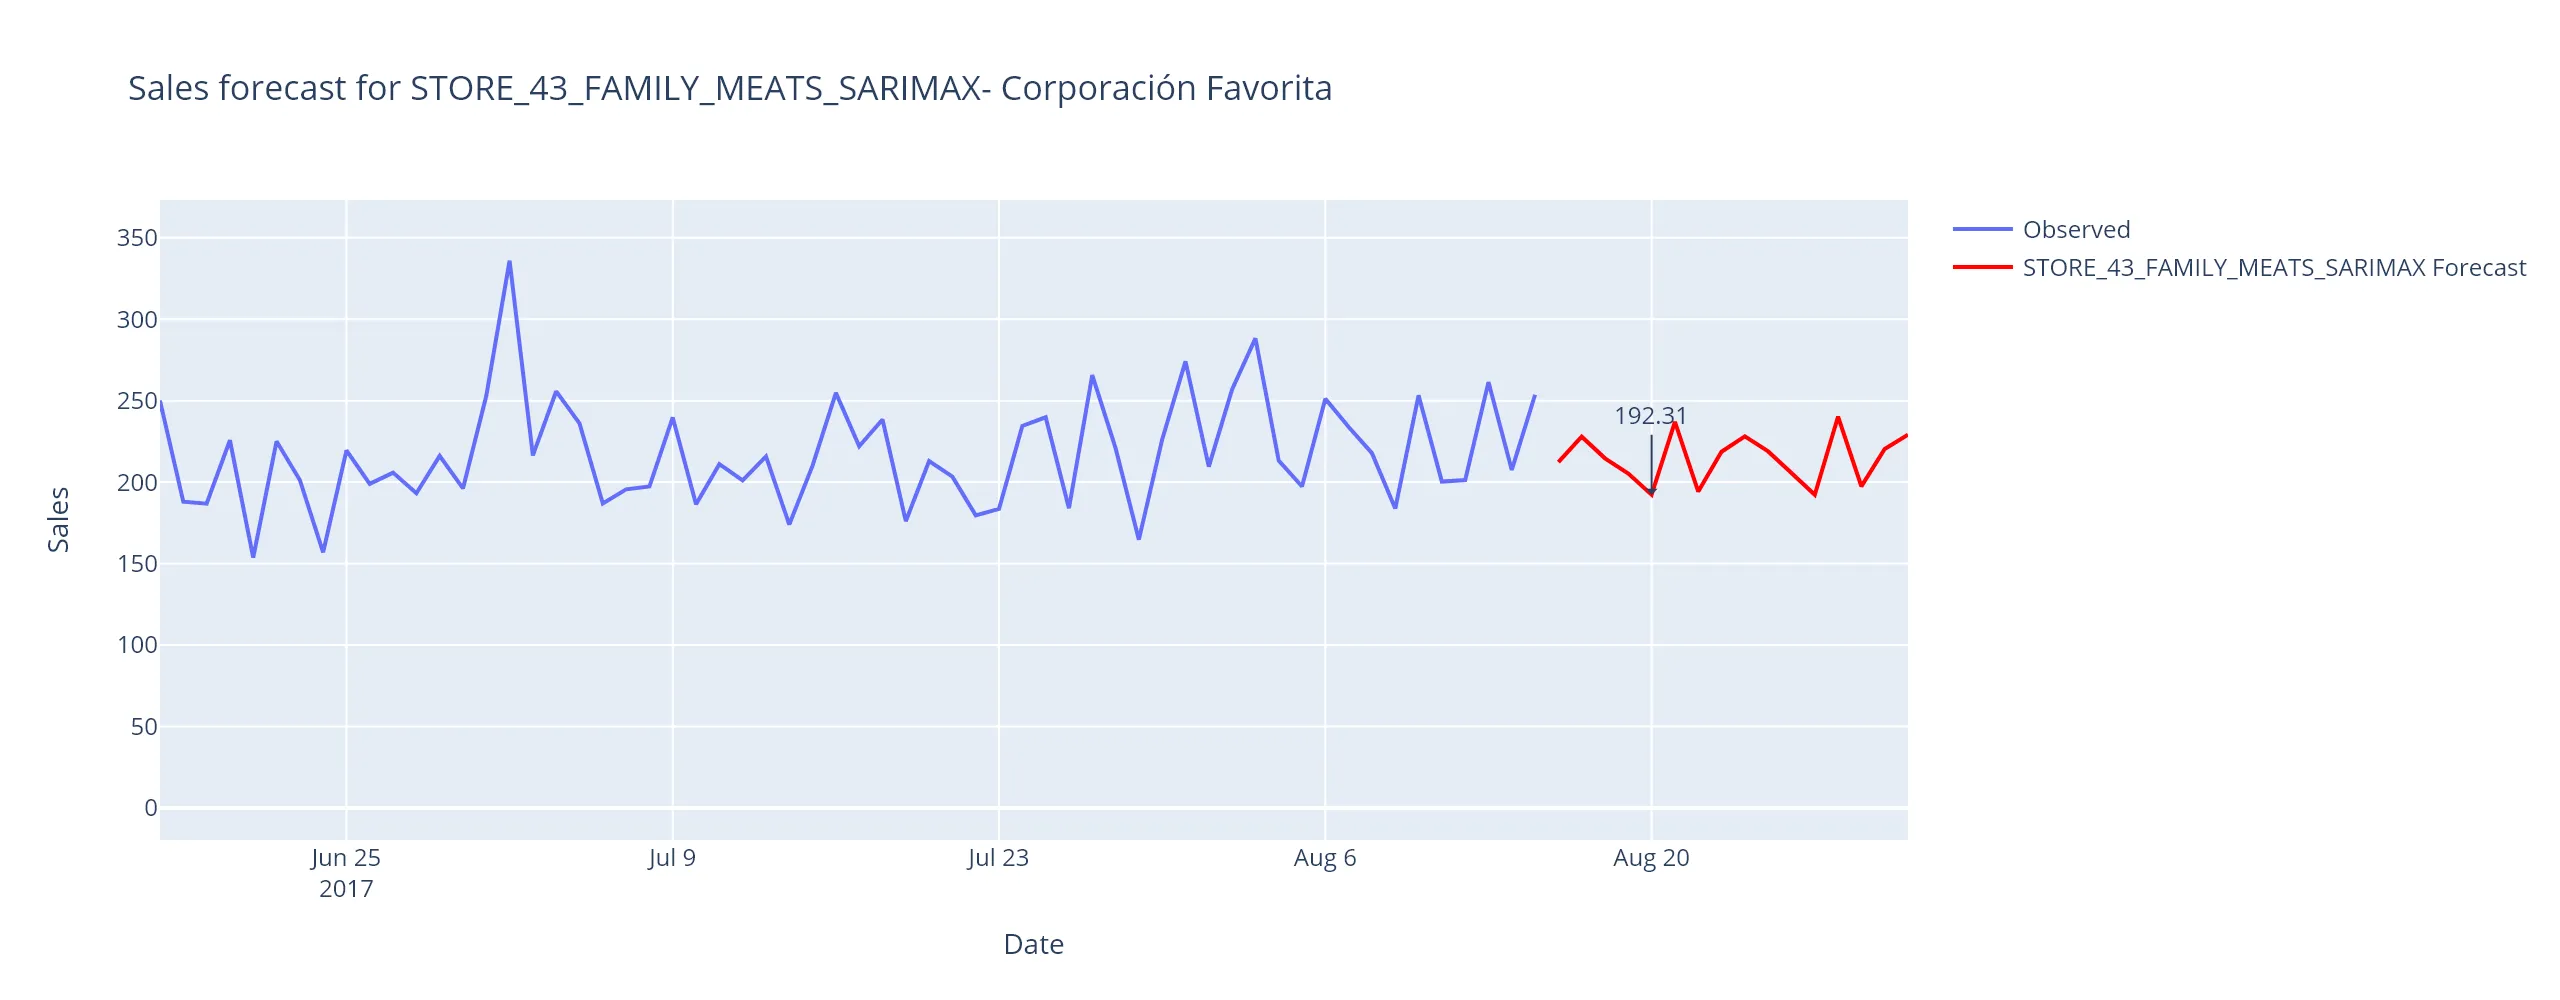 Sales forecast for STORE_43_FAMILY_MEATS_SARIMAX- Corporación Favorita
Observed
STORE_43_FAMILY_MEATS_SARIMAX Forecast
350
300
250
200
150
100
50
0
Sales
192.31
Jun 25
2017
Jul 9
Jul 23
Aug 6
Aug 20
Date